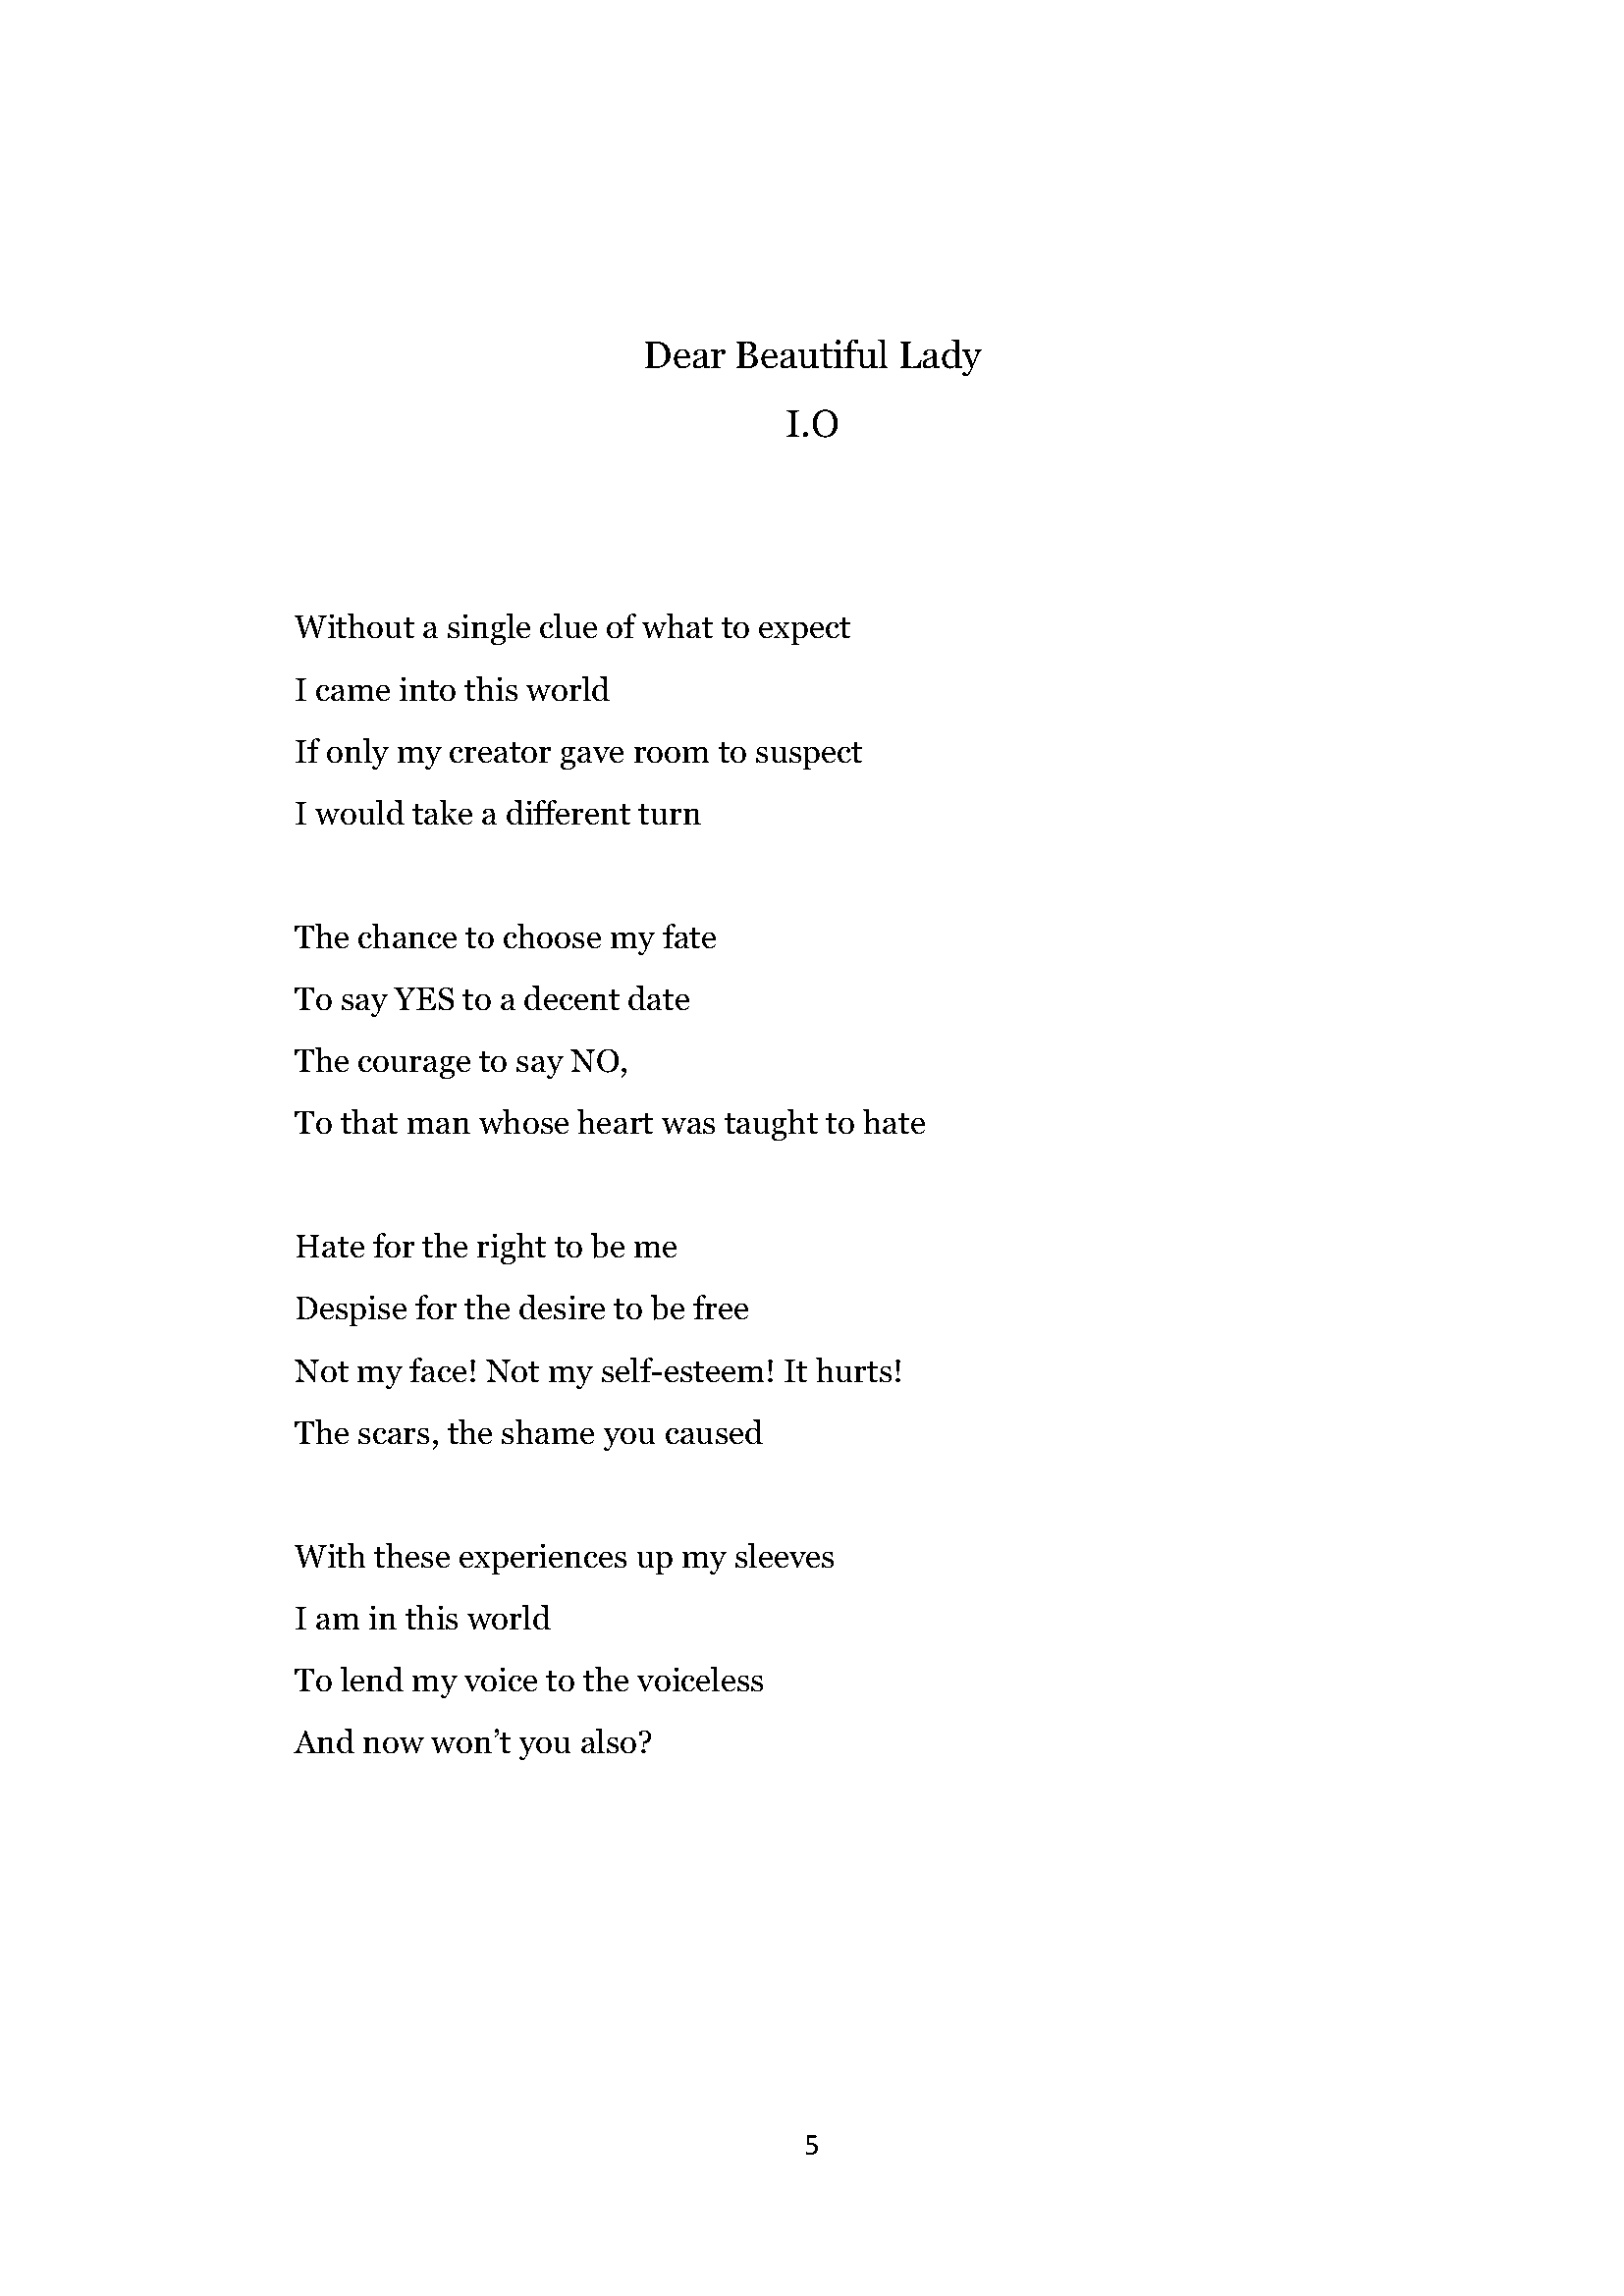 Dear Beautiful Lady
I.O
Without a single clue of what to expect
I came into this world
If only my creator gave room to suspect
I would take a different turn
The chance to choose my fate
To say YES to a decent date
The courage to say NO,
To that man whose heart was taught to hate
Hate for the right to be me
Despise for the desire to be free
Not my face! Not my self-esteem! It hurts!
The scars, the shame you caused
With these experiences up my sleeves
I am in this world
To lend my voice to the voiceless
And now won’t you also?
5